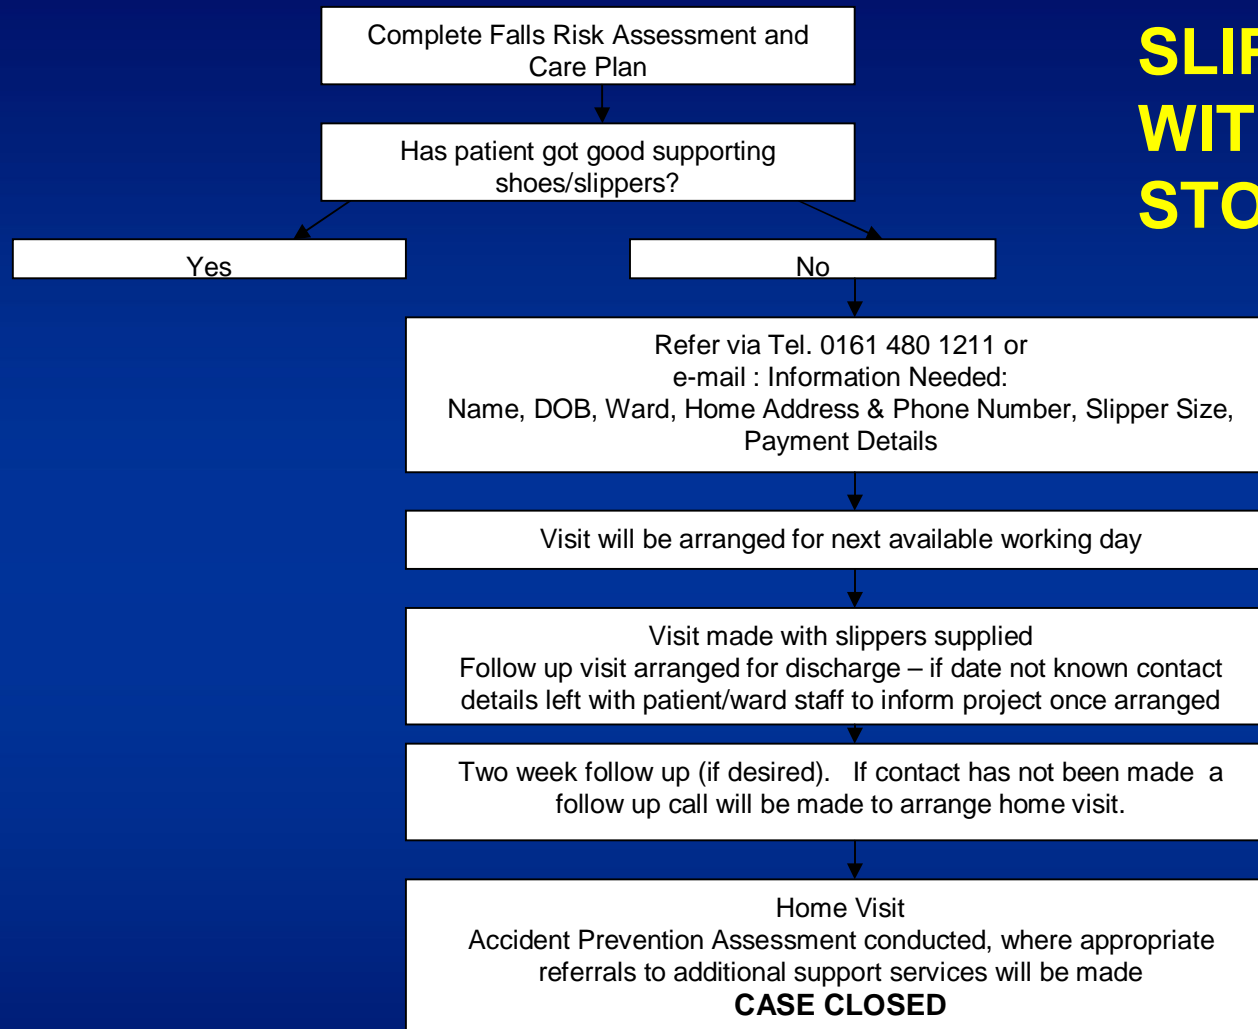 Complete Falls Risk Assessment and
Care Plan
Has patient got good supporting
shoes/slippers?
Yes
No
Refer via Tel. 0161 480 1211 or
e-mail : Information Needed:
Name, DOB, Ward, Home Address & Phone Number, Slipper Size,
Payment Details
Visit will be arranged for next available working day
Visit made with slippers supplied
Follow up visit arranged for discharge – if date not known contact
details left with patient/ward staff to inform project once arranged
Two week follow up (if desired). If contact has not been made a
follow up call will be made to arrange home visit.
Home Visit
Accident Prevention Assessment conducted, where appropriate
referrals to additional support services will be made
CASE CLOSED